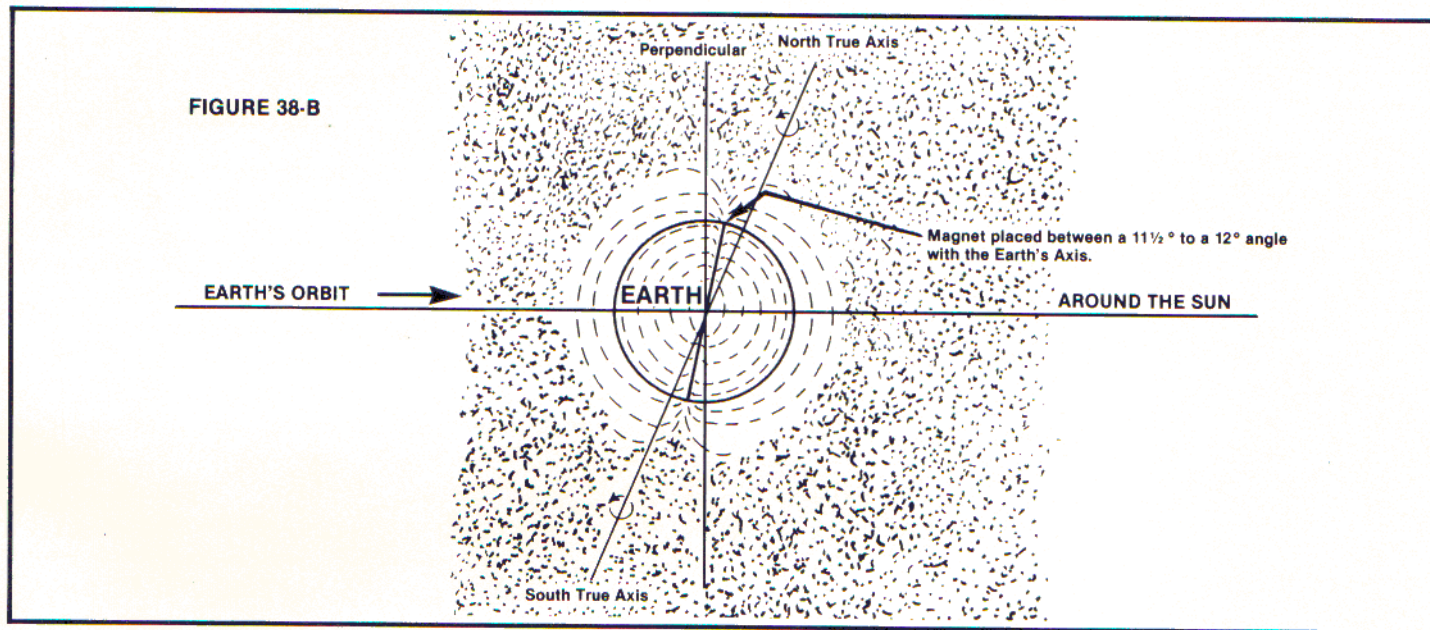 Perpendicular
North True Axis
FIGURE 38-B
Magnet placed between a 11½° to a 12° angle
with the Earth's Axis.
EARTH'S ORBIT
EARTH
AROUND THE SUN
South True Axis